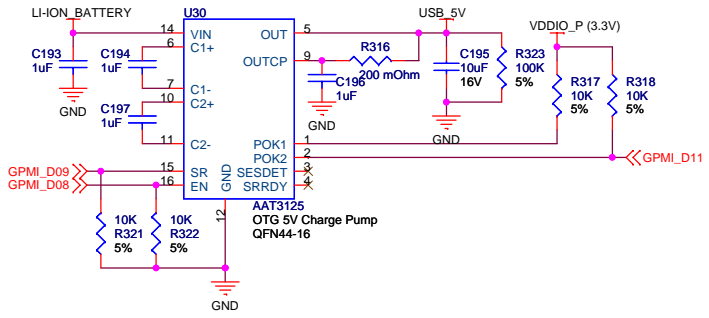 LI-ION_BATTERY
U30
USB_5V
VDDIO_P (3.3V)
14
VIN
OUT
5
6
C1+
OUTCP
9
R316
200 mOhm
C193
1uF
C194
1uF
C195
10uF
16V
R323
100K
5%
R317
10K
5%
R318
10K
5%
7
C1-
10
C2+
C196
1uF
GND
C197
1uF
GND
GND
11
C2-
POK1
1
POK2
2
GPMI_D11
GPMI_D09
15
SR
SESDET
3
GPMI_D08
16
EN
SRRDY
4
GND
12
AAT3125
OTG 5V Charge Pump
QFN44-16
10K
R321
5%
10K
R322
5%
GND